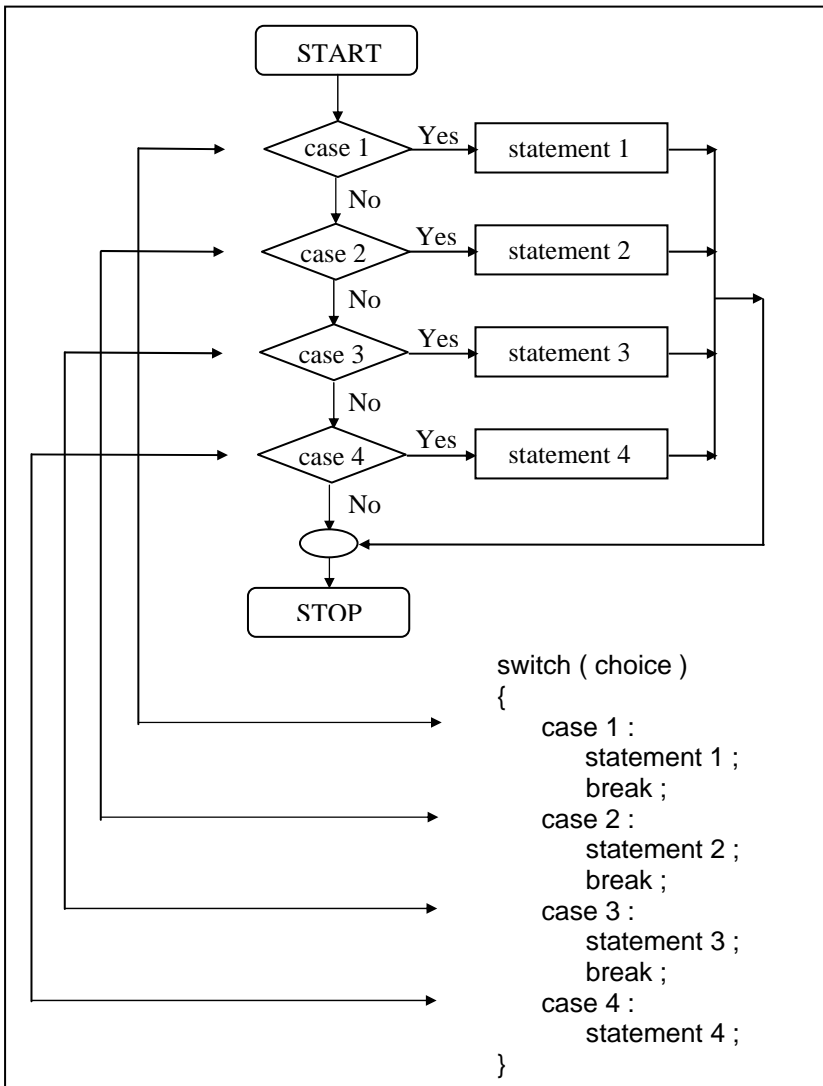 START
case 1 Yes statement 1
No
case 2 Yes statement 2
No
case 3 Yes statement 3
No
case 4 Yes statement 4
No
STOP
switch ( choice )
{
case 1 :
statement 1 ;
break ;
case 2 :
statement 2 ;
break ;
case 3 :
statement 3 ;
break ;
case 4 :
statement 4 ;
}